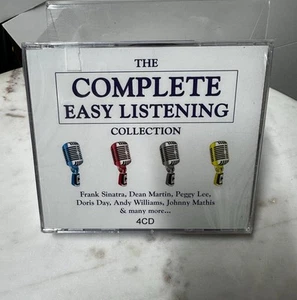 THE
COMPLETE
EASY LISTENING
COLLECTION
Frank Sinatra, Dean Martin, Peggy Lee,
Doris Day, Andy Williams, Johnny Mathis
& many more...
4CD